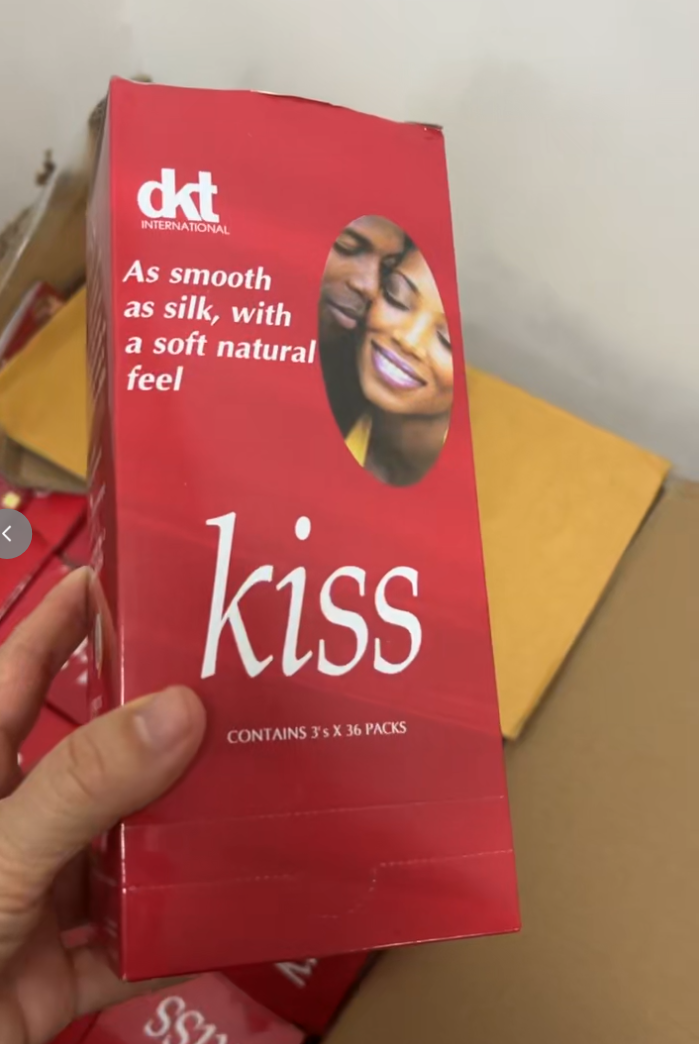 dkt
INTERNATIONAL
As smooth
as silk, with
a soft natural
feel
kiss
CONTAINS 3's X 36 PACKS